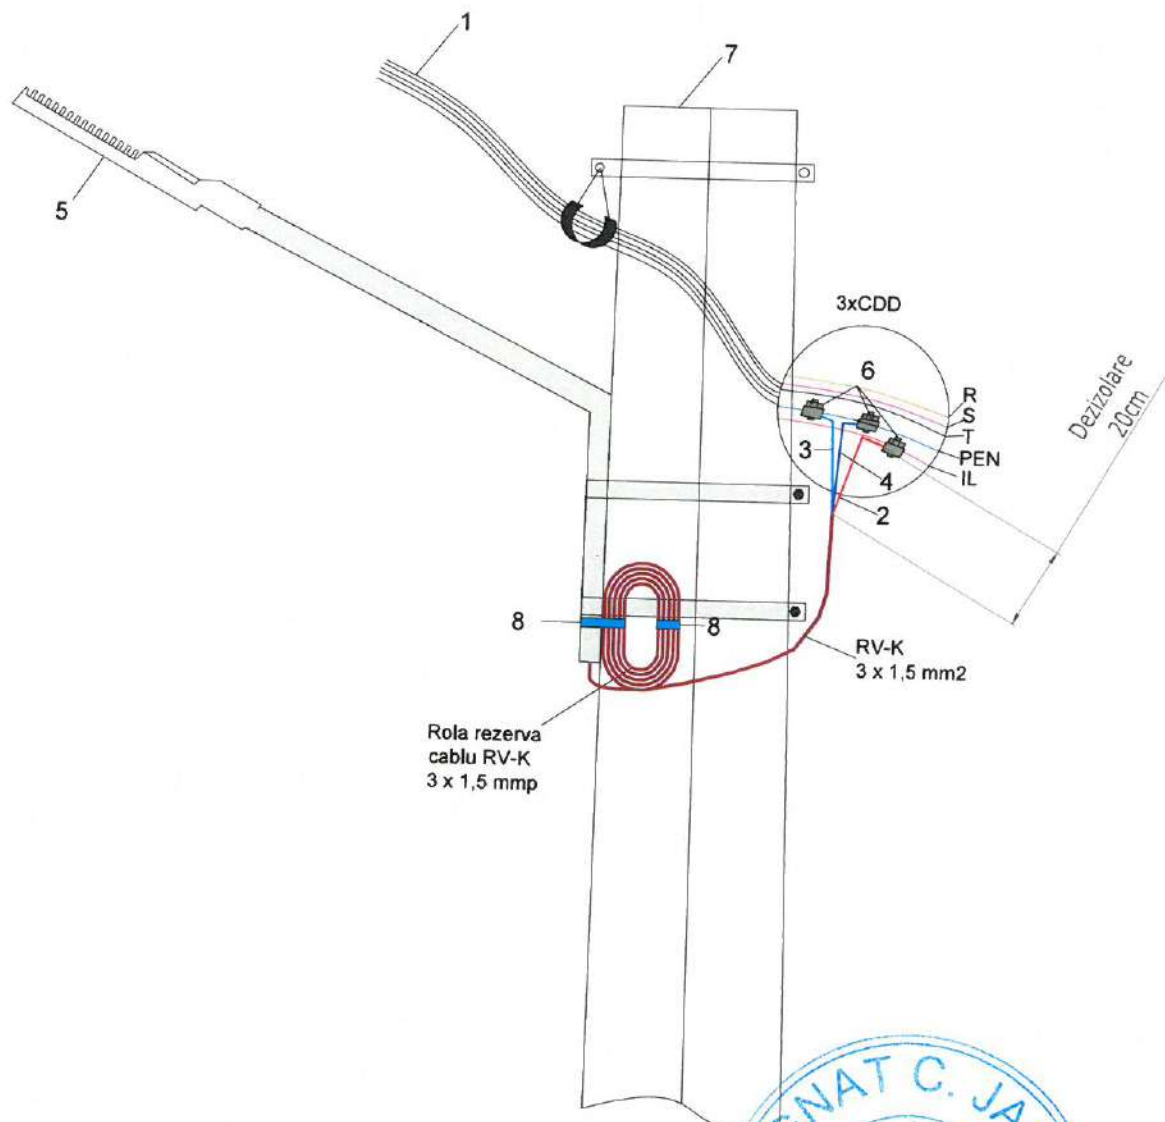 1
7
5
3xCDD
6
R
S
T
PEN
IL
3
4
2
Dezizolare
20cm
8
8
RV-K
3 x 1,5 mm2
Rola rezerva
cablu RV-K
3 x 1,5 mmp
NAT C. JA